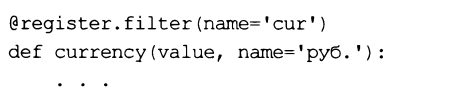 @register.filter(name='cur')
def currency(value, name='руб.'):
. . .